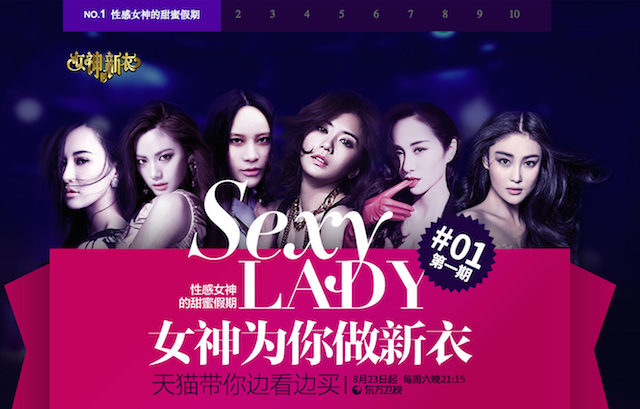 NO.1 性感女神的甜蜜假期 2 3 4 5 6 7 8 9 10
女神的新衣
Sexy
LADY
#01
第一期
性感女神
的甜蜜假期
女神为你做新衣
天猫带你边看边买
8月23日起 每周六晚21:15
东方卫视